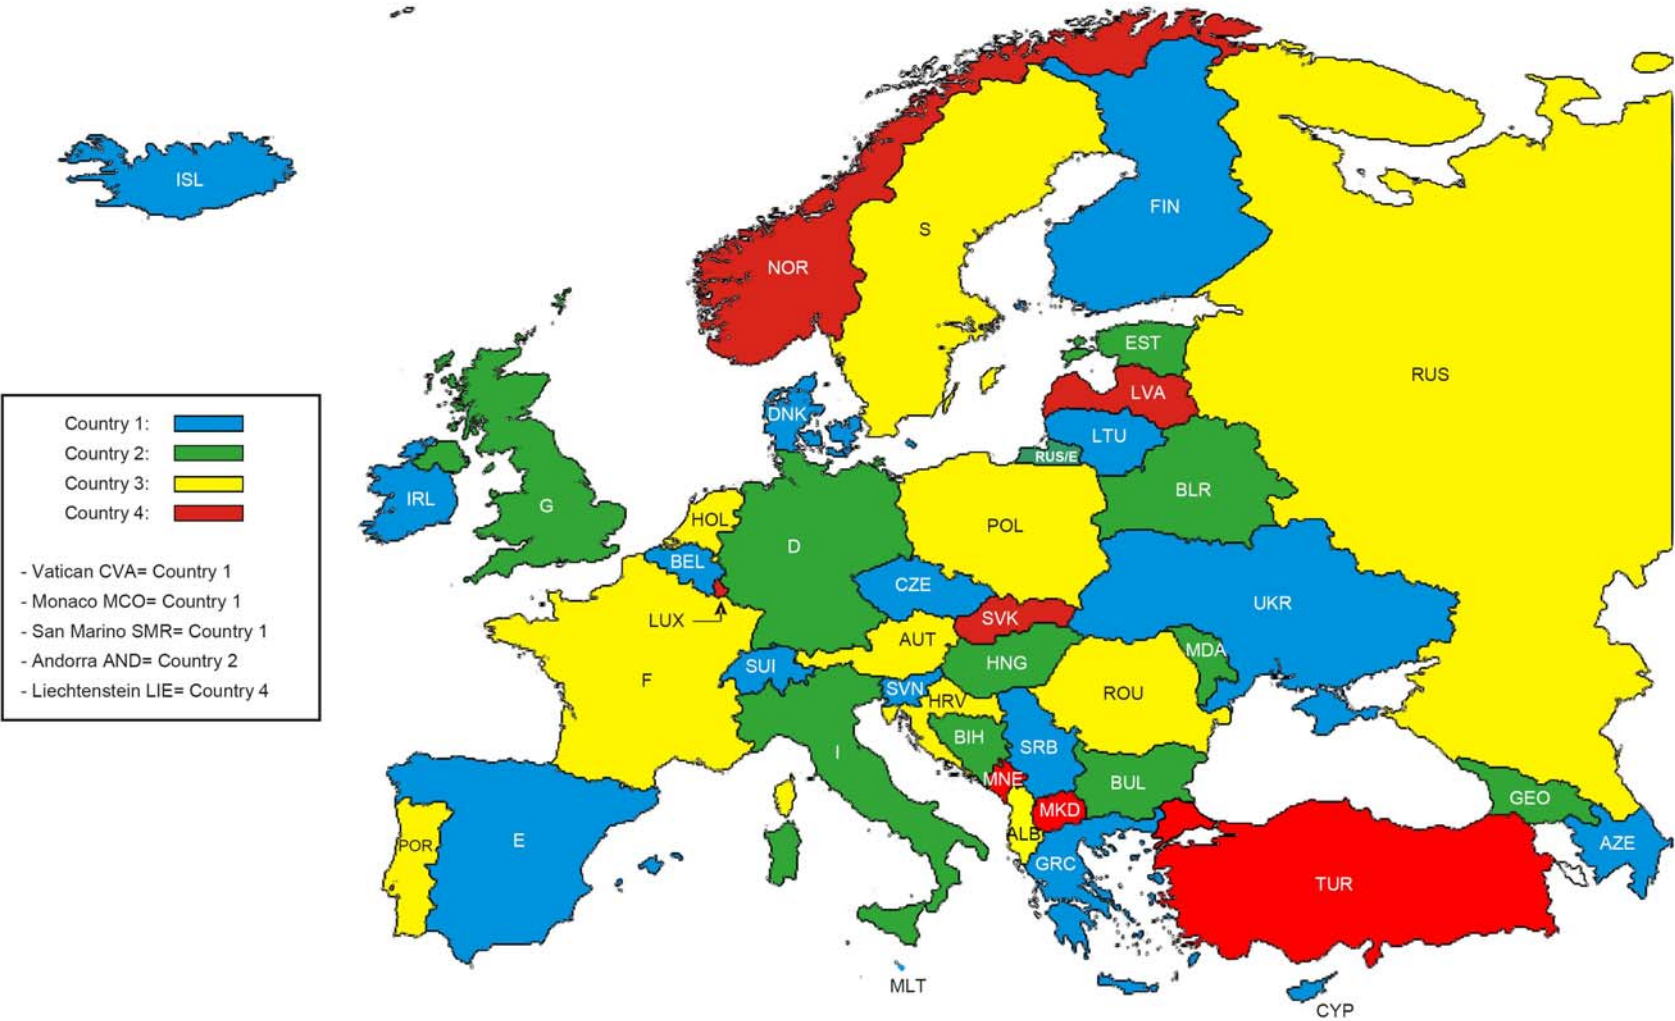 ISL
FIN
S
NOR
EST
RUS
LVA
DNK
LTU
RUS/E
Country 1:
Country 2:
Country 3:
Country 4:
- Vatican CVA= Country 1
- Monaco MCO= Country 1
- San Marino SMR= Country 1
- Andorra AND= Country 2
- Liechtenstein LIE= Country 4
IRL
G
HOL
BEL
D
POL
BLR
CZE
UKR
LUX
SVK
AUT
HNG
MDA
F
SUI
SVN
HRV
ROU
BIH
SRB
I
MNE
BUL
MKD
GEO
ALB
POR
E
GRC
AZE
TUR
MLT
CYP